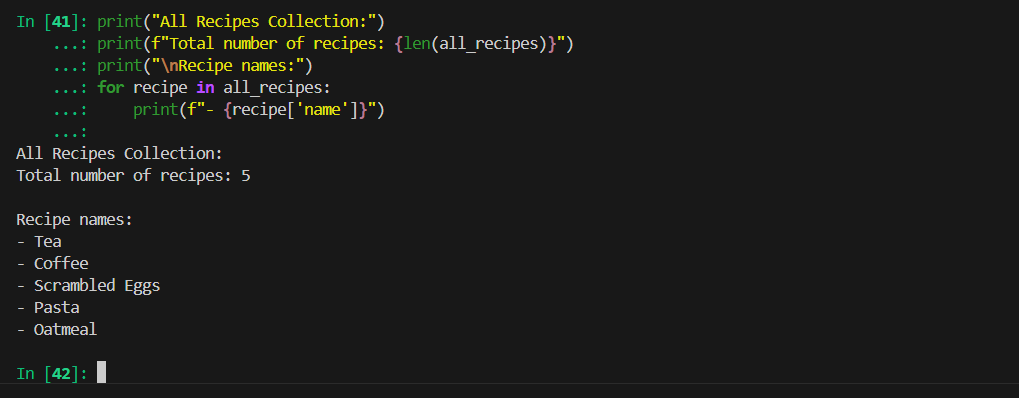 In [41]: print("All Recipes Collection:")
    ...: print(f"Total number of recipes: {len(all_recipes)}")
    ...: print("\nRecipe names:")
    ...: for recipe in all_recipes:
    ...:     print(f"- {recipe['name']}")
    ...:
All Recipes Collection:
Total number of recipes: 5

Recipe names:
- Tea
- Coffee
- Scrambled Eggs
- Pasta
- Oatmeal

In [42]: